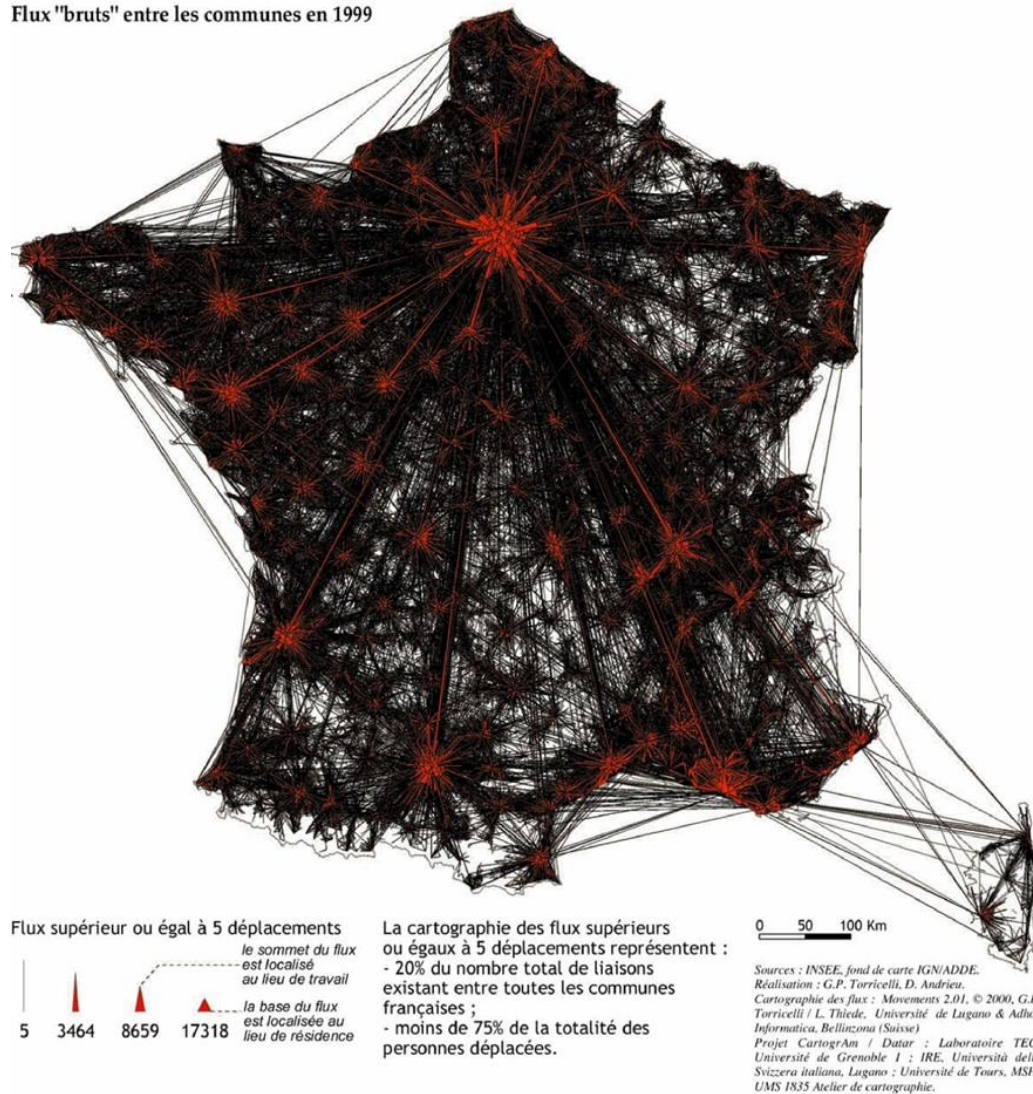 Flux "bruts" entre les communes en 1999
Flux supérieur ou égal à 5 déplacements
le sommet du flux
est localisé
au lieu de travail
la base du flux
est localisée au
lieu de résidence
5 3464 8659 17318
La cartographie des flux supérieurs
ou égaux à 5 déplacements représentent :
- 20% du nombre total de liaisons
existant entre toutes les communes
françaises ;
- moins de 75% de la totalité des
personnes déplacées.
0 50 100 Km
Sources : INSEE, fond de carte IGN/ADDE.
Réalisation : G.P. Torricelli, D. Andrieu.
Cartographie des flux : Movements 2.01, © 2000, G.
Torricelli / L. Thiede, Université de Lugano &
Informatica, Bellinzona (Suisse)
Projet CartogrAm / Datar : Laboratoire
Université de Grenoble 1 ; IRE, Università
Svizzera italiana, Lugano ; Université de Tours,
UMS 1835 Atelier de cartographie.